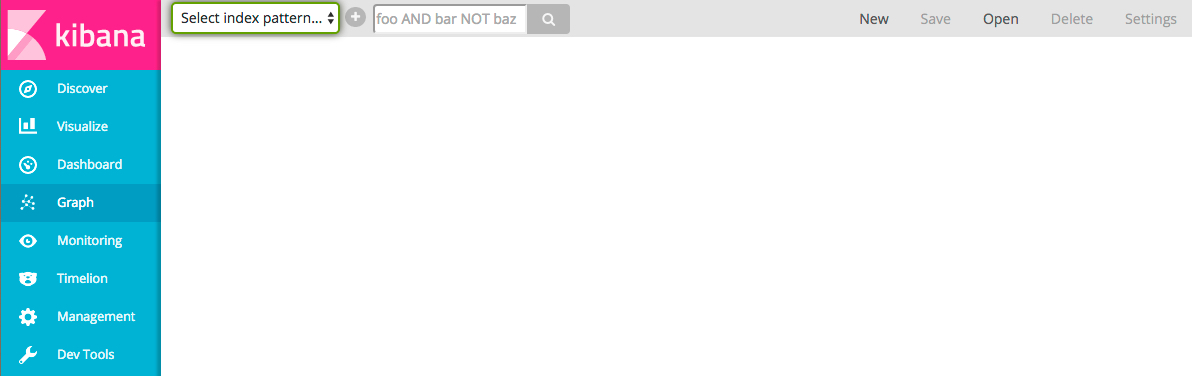 kibana
Select index pattern... foo AND bar NOT baz New Save Open Delete Settings
Discover
Visualize
Dashboard
Graph
Monitoring
Timelion
Management
Dev Tools